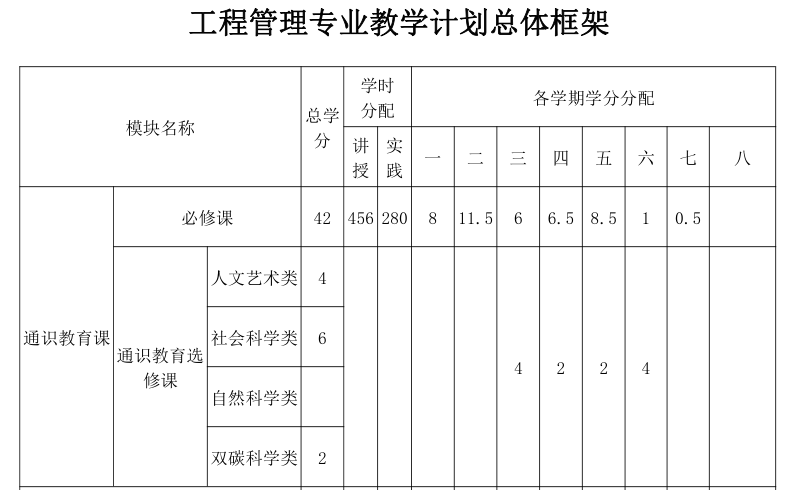 工程管理专业教学计划总体框架
模块名称
总学
分
学时
分配
各学期学分分配
讲
授
实
践
一 二 三 四 五 六 七 八
通识教育课
必修课 42 456 280 8 11.5 6 6.5 8.5 1 0.5
通识教育选
修课
人文艺术类 4
社会科学类 6
自然科学类
双碳科学类 2
4 2 2 4